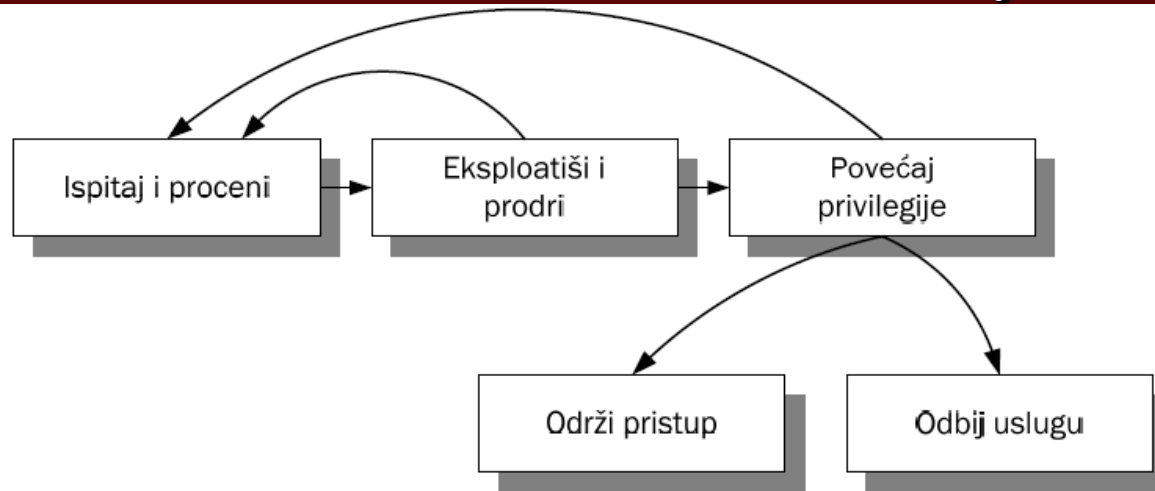 Ispitaj i proceni
Eksploatiši i
prodri
Povećaj
privilegije
Održi pristup
Odbij uslugu